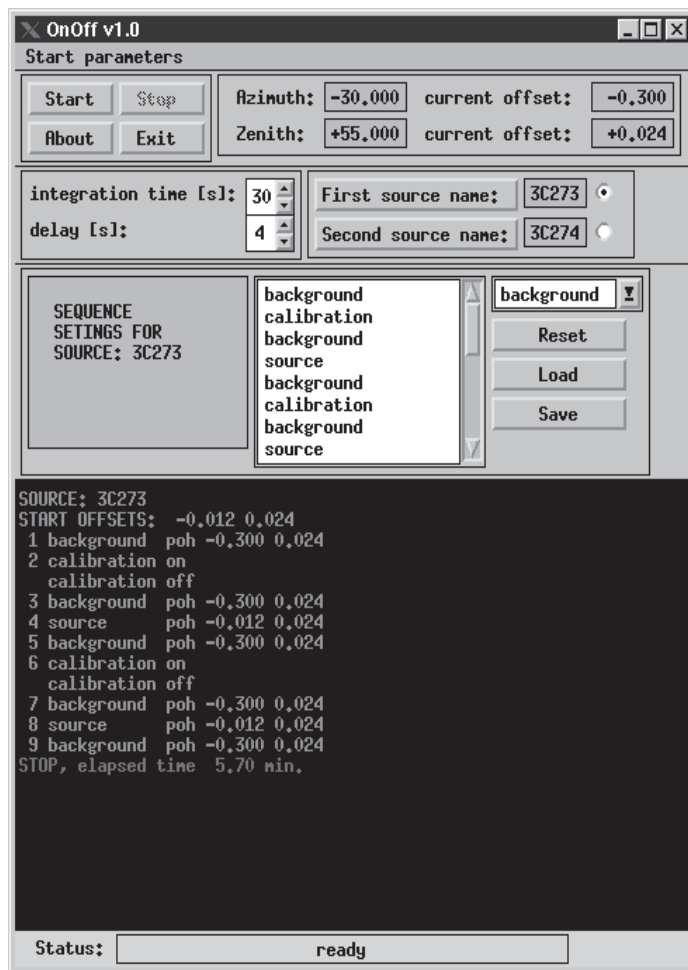 OnOff v1.0
Start parameters
Start Stop
About Exit
Azimuth: -30.000 current offset: -0.300
Zenith: +55.000 current offset: +0.024
integration time [s]: 30
delay [s]: 4
First source name: 3C273
Second source name: 3C274
SEQUENCE
SETINGS FOR
SOURCE: 3C273
background
calibration
background
source
background
calibration
background
source
background
Reset
Load
Save
SOURCE: 3C273
START OFFSETS: -0.012 0.024
1 background poh -0.300 0.024
2 calibration on
calibration off
3 background poh -0.300 0.024
4 source poh -0.012 0.024
5 background poh -0.300 0.024
6 calibration on
calibration off
7 background poh -0.300 0.024
8 source poh -0.012 0.024
9 background poh -0.300 0.024
STOP, elapsed time 5.70 min.
Status: ready